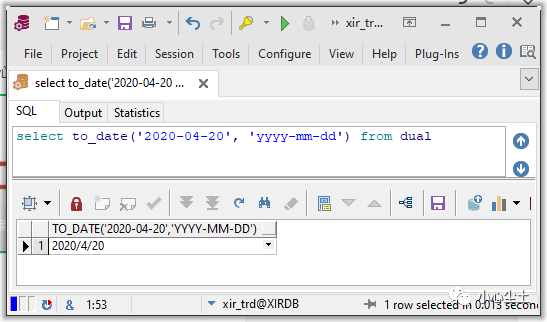 xir_trd...
File Project Edit Session Tools Configure Help Plug-Ins
select to_date('2020-04-20 ...
SQL Output Statistics
select to_date('2020-04-20', 'yyyy-mm-dd') from dual
TO_DATE('2020-04-20','YYYY-MM-DD')
1 2020/4/20
小心尘土
& 1:53 xir_trd@XIRDB 1 row selected in 0.013 secon